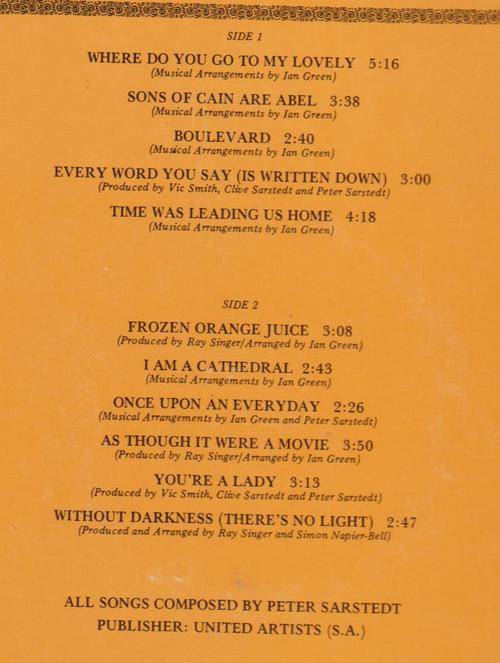 SIDE 1
WHERE DO YOU GO TO MY LOVELY 5:16
(Musical Arrangements by Ian Green)
SONS OF CAIN ARE ABEL 3:38
(Musical Arrangements by Ian Green)
BOULEVARD 2:40
(Musical Arrangements by Ian Green)
EVERY WORD YOU SAY (IS WRITTEN DOWN) 3:00
(Produced by Vic Smith, Clive Sarstedt and Peter Sarstedt)
TIME WAS LEADING US HOME 4:18
(Musical Arrangements by Ian Green)
SIDE 2
FROZEN ORANGE JUICE 3:08
(Produced by Ray Singer/Arranged by Ian Green)
I AM A CATHEDRAL 2:43
(Musical Arrangements by Ian Green)
ONCE UPON AN EVERYDAY 2:26
(Musical Arrangements by Ian Green and Peter Sarstedt)
AS THOUGH IT WERE A MOVIE 3:50
(Produced by Ray Singer/Arranged by Ian Green)
YOU'RE A LADY 3:13
(Produced by Vic Smith, Clive Sarstedt and Peter Sarstedt)
WITHOUT DARKNESS (THERE'S NO LIGHT) 2:47
(Produced and Arranged by Ray Singer and Simon Napier-Bell)
ALL SONGS COMPOSED BY PETER SARSTEDT
PUBLISHER: UNITED ARTISTS (S.A.)